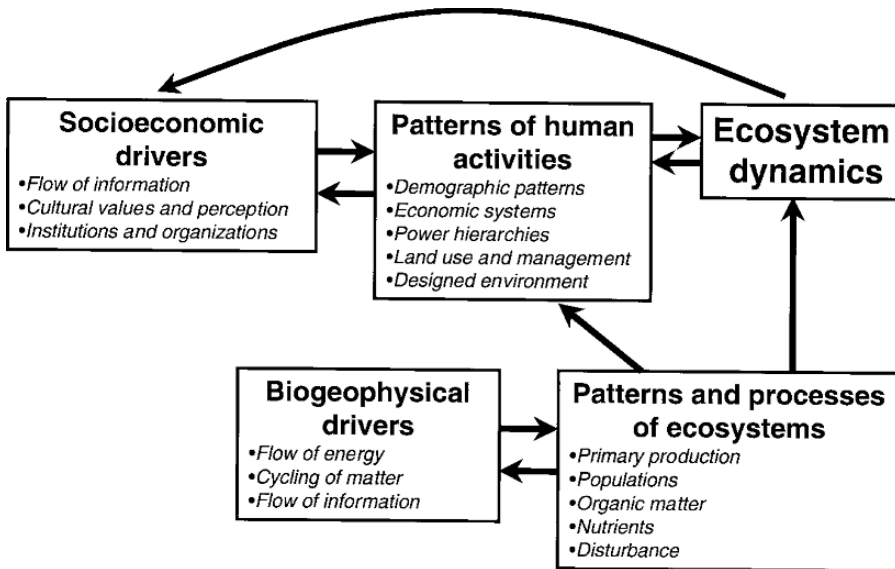 Socioeconomic
drivers
•Flow of information
•Cultural values and perception
•Institutions and organizations
Patterns of human
activities
•Demographic patterns
•Economic systems
•Power hierarchies
•Land use and management
•Designed environment
Ecosystem
dynamics
Biogeophysical
drivers
•Flow of energy
•Cycling of matter
•Flow of information
Patterns and processes
of ecosystems
•Primary production
•Populations
•Organic matter
•Nutrients
•Disturbance